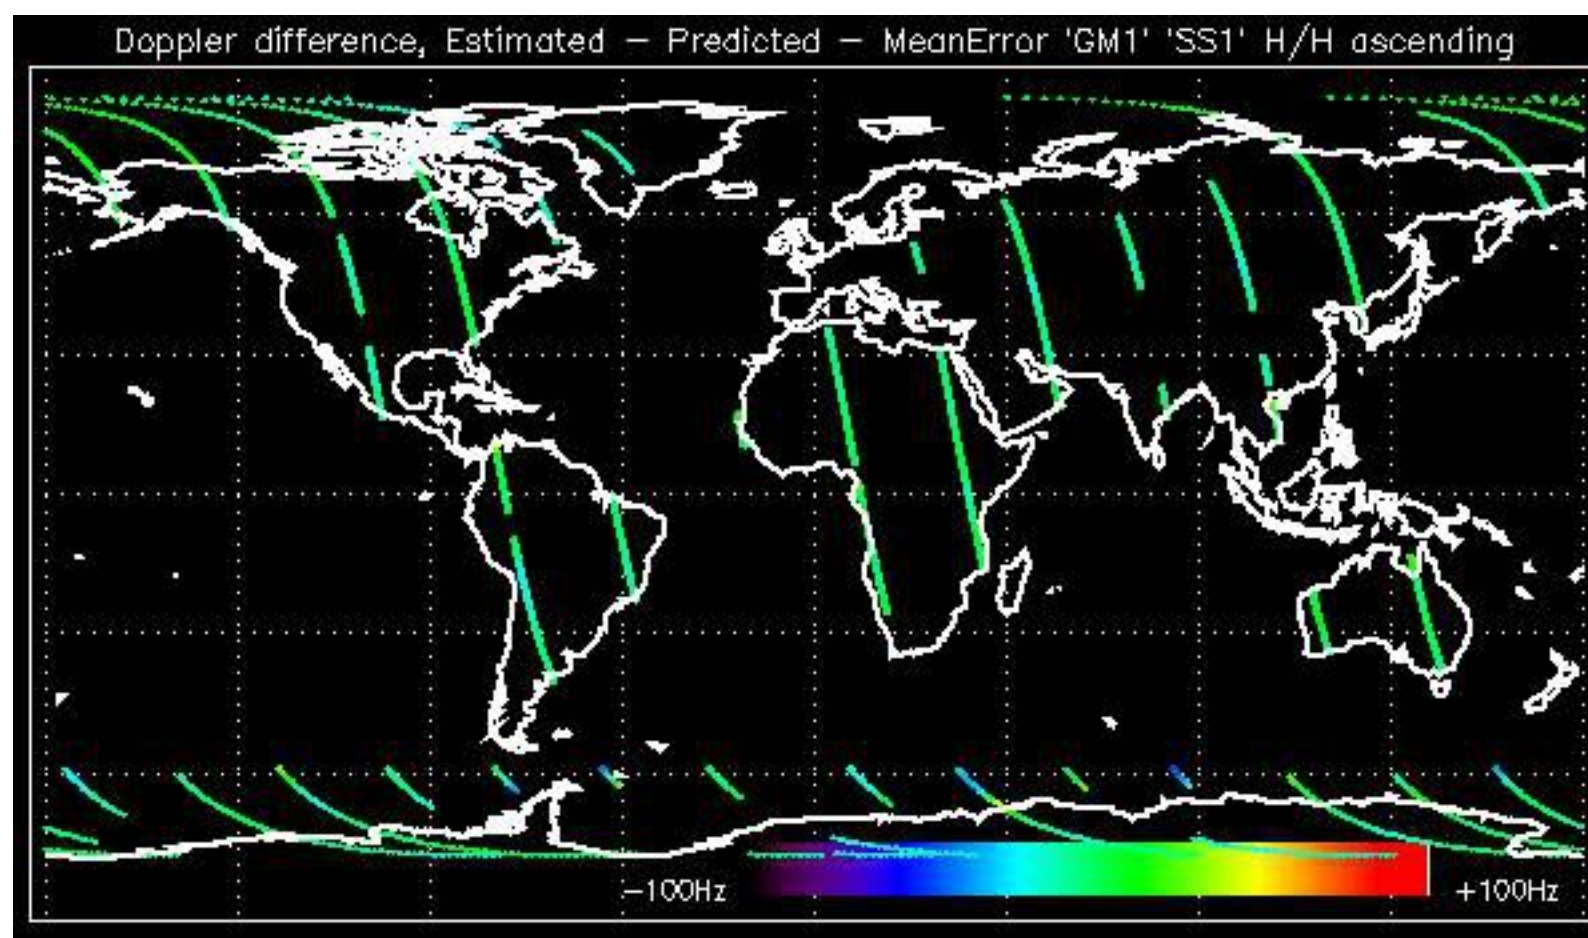 Doppler difference, Estimated – Predicted – MeanError 'GM1' 'SS1' H/H ascending
–100Hz
+100Hz